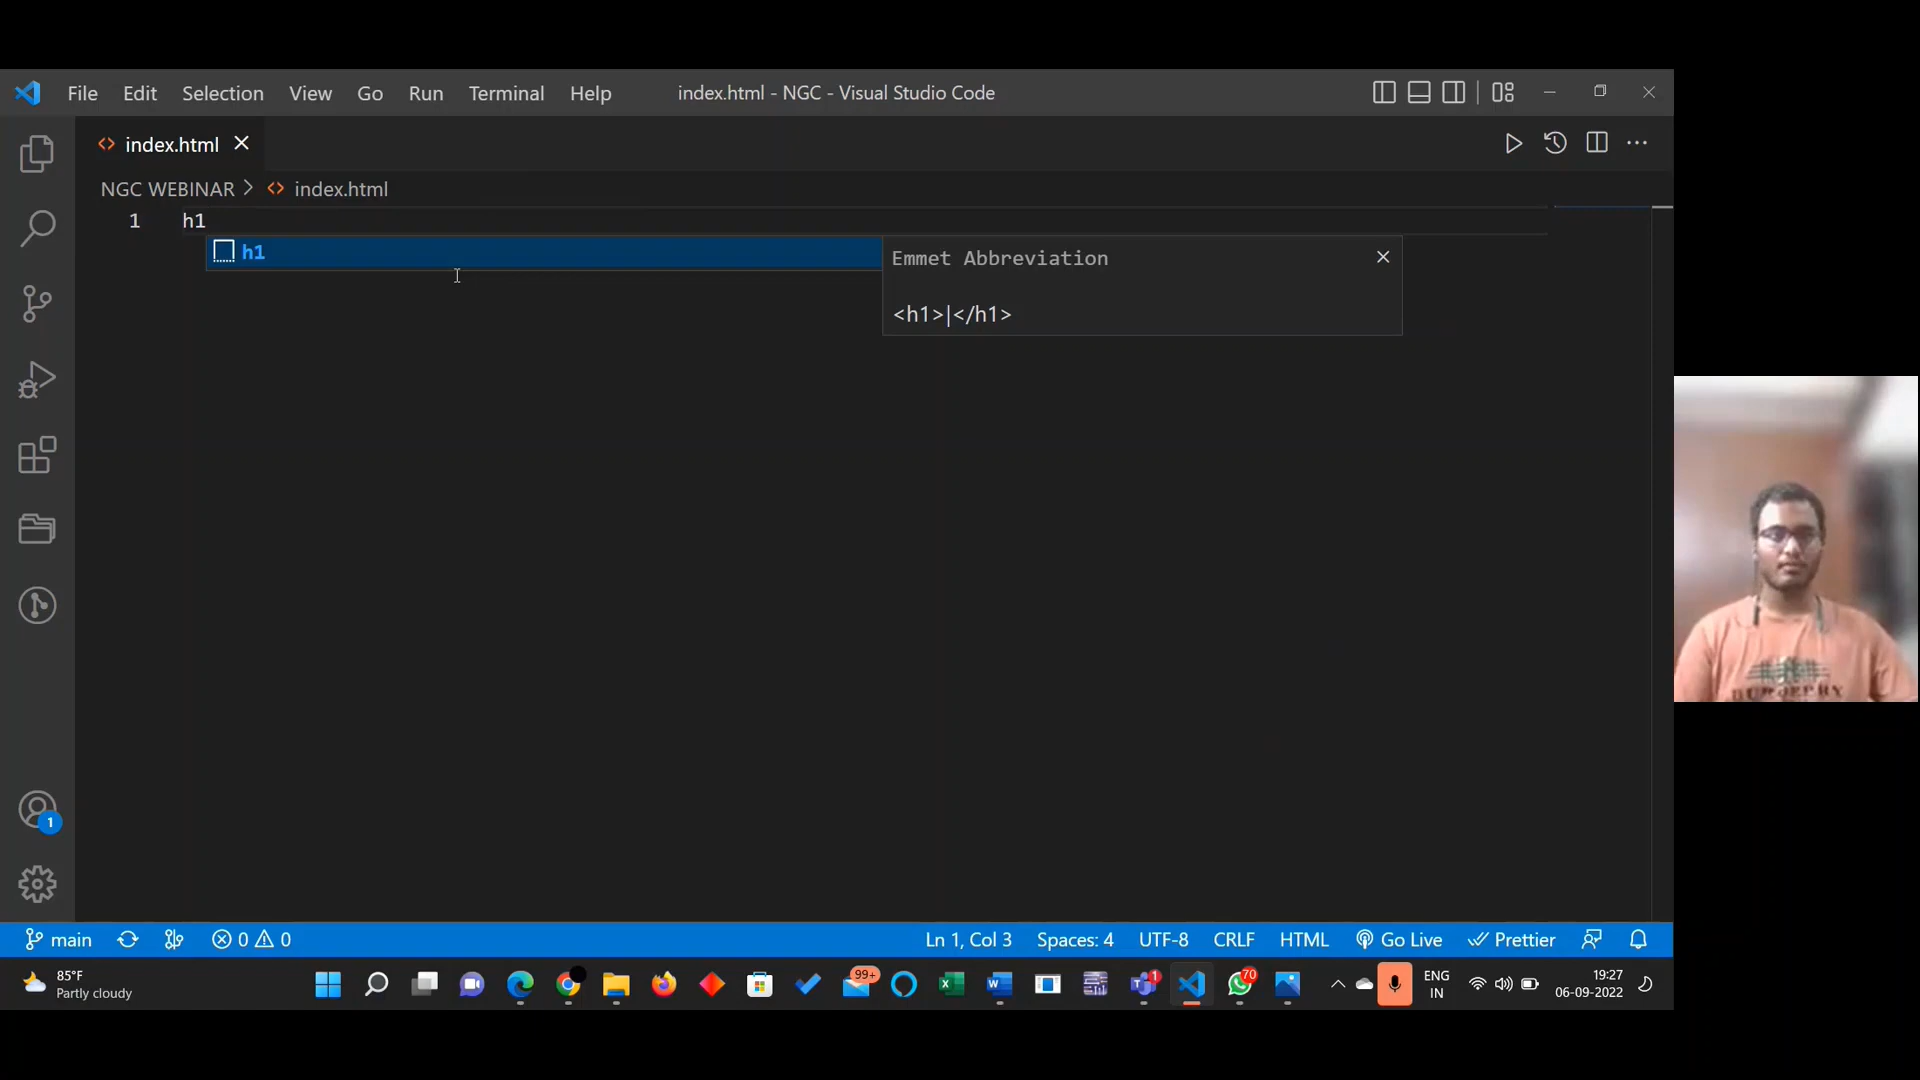 File Edit Selection View Go Run Terminal Help index.html - NGC - Visual Studio Code
index.html
NGC WEBINAR > index.html
1 h1
h1
Emmet Abbreviation
<h1>|</h1>
1
main 0 0 Ln 1, Col 3 Spaces: 4 UTF-8 CRLF HTML Go Live Prettier
85°F
Partly cloudy
99+
1
70
ENG
IN
19:27
06-09-2022